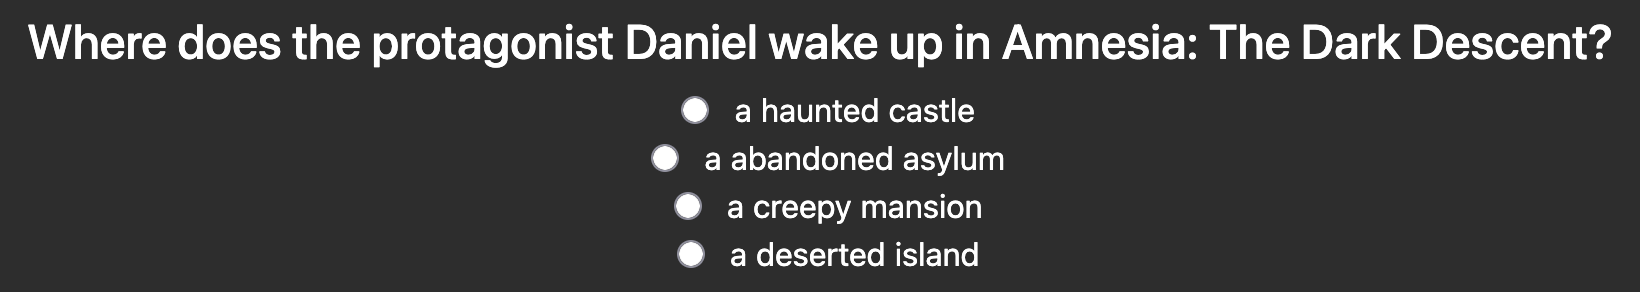 Where does the protagonist Daniel wake up in Amnesia: The Dark Descent?
a haunted castle
a abandoned asylum
a creepy mansion
a deserted island